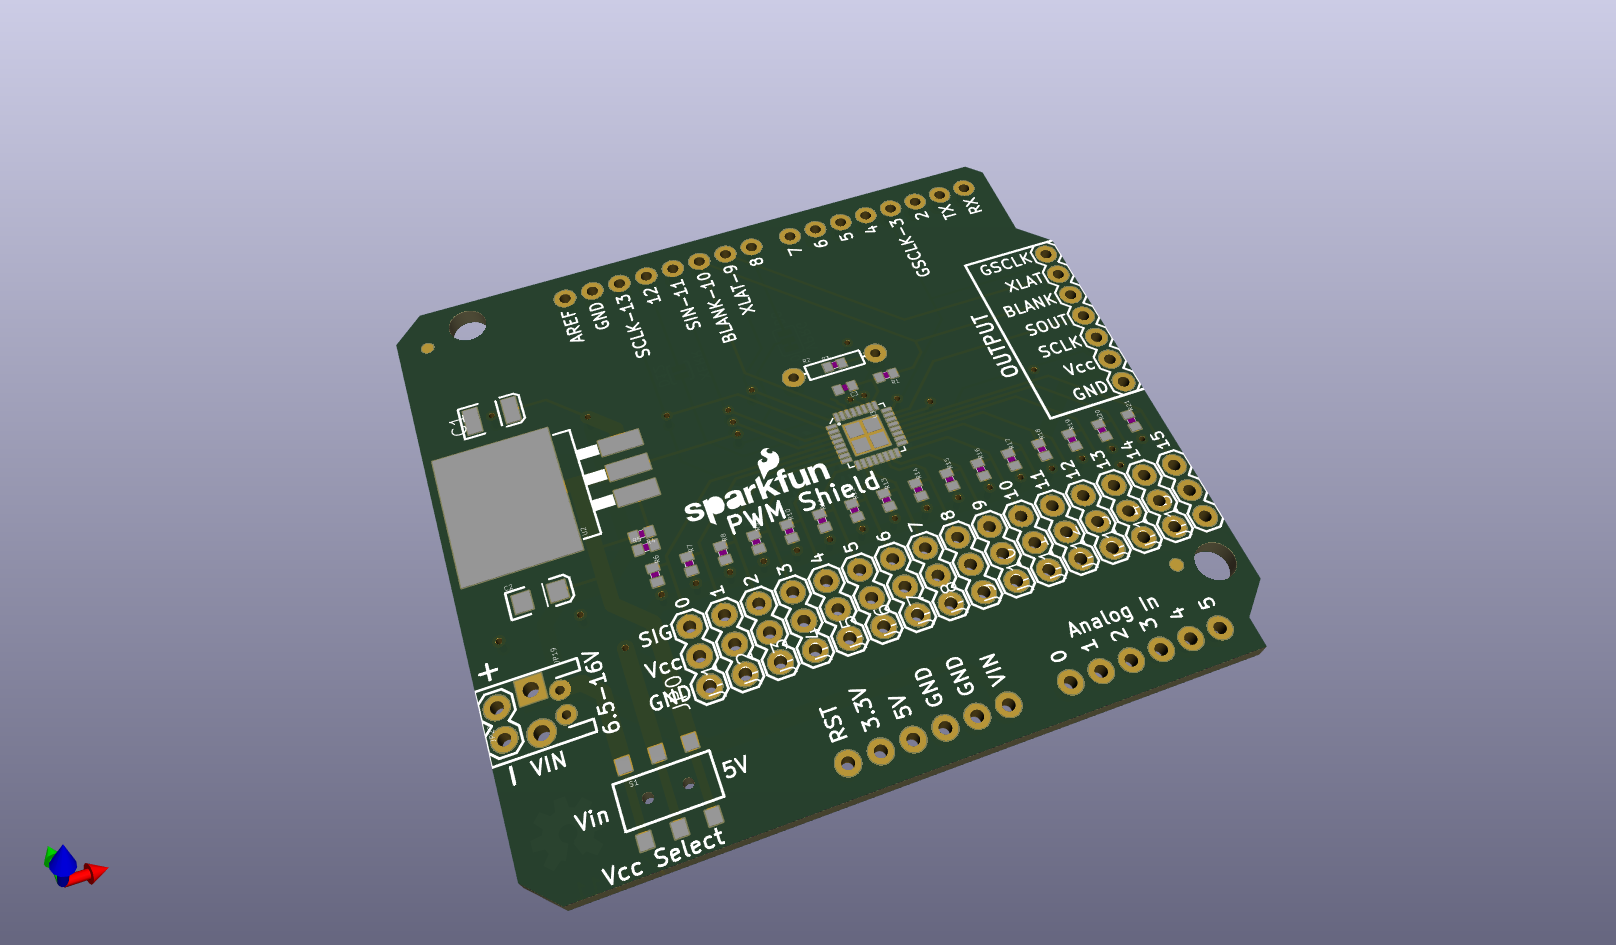 RX
TX
2
GSCLK-3
4
5
6
7
8
XLAT-9
BLANK-10
SIN-11
12
SCLK-13
GND
AREF
OUTPUT
GSCLK
XLAT
BLANK
SOUT
SCLK
Vcc
GND
C1
sparkfun
PWM Shield
0 1 2 3 4 5 6 7 8 9 10 11 12 13 14 15
SIG
Vcc
GND
+
6.5-16V
- VIN
Vin
5V
S1
Vcc Select
RST
3.3V
5V
GND
GND
VIN
Analog In
0 1 2 3 4 5